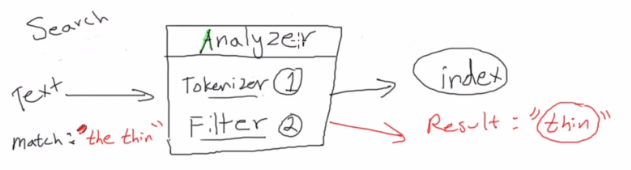 Search
Analyzer
Text
Tokenizer 1
index
match: "the thin"
Filter 2
Result = "thin"